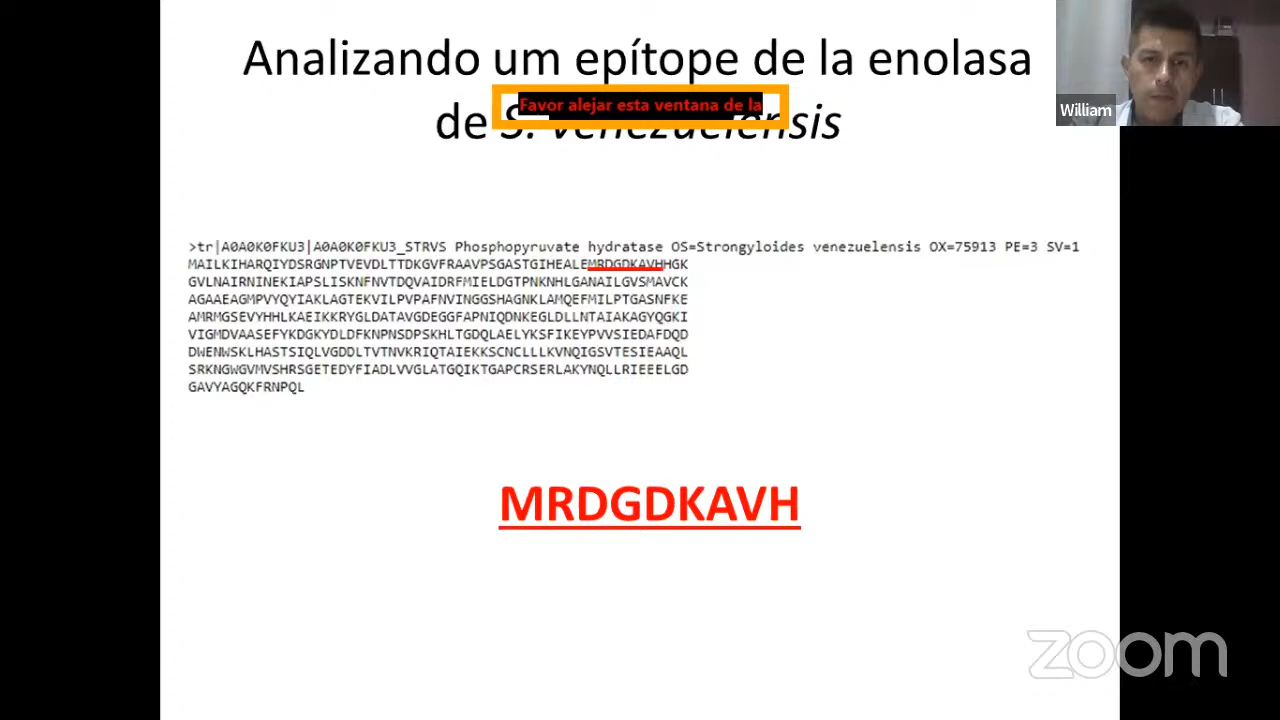 Analizando um epítope de la enolasa
Favor alejar esta ventana de la
de S. venezuelensis
William
>tr|A0A0K0FKU3|A0A0K0FKU3_STRVS Phosphopyruvate hydratase OS=Strongyloides venezuelensis OX=75913 PE=3 SV=1
MAILKIHARQIYDSRGNPTVEVDLTTDKGVFRAAVPSGASTGIHEALEMRDGDKAVHHGK
GVLNAIRNINEKIAPSLISKNFNVTDQVAIDRFMIELDGTPNKNHLGANAILGVSMAVCK
AGAAEAGMPVYQYIAKLAGTEKVILPVPAFNVINGGSHAGNKLAMQEFMILPTGASNFKE
AMRMGSEVYHHLKAEIKKRYGLDATAVGDEGGFAPNIQDNKEGLDLLNTAIAKAGYQGKI
VIGMDVAASEFYKDGKYDLDFKNPNSDPSKHLTGDQLAELYKSFIKEYPVVSIEDAFDQD
DWENWSKLHASTSIQLVGDDLTVTNVKRIQTAIEKKSCNCLLLKVNQIGSVTESIEAAQL
SRKNGWGVMVSHRSGETEDYFIADLVVGLATGQIKTGAPCRSERLAKYNQLLRIEEELGD
GAVYAGQKFRNPQL
MRDGDKAVH
zoom